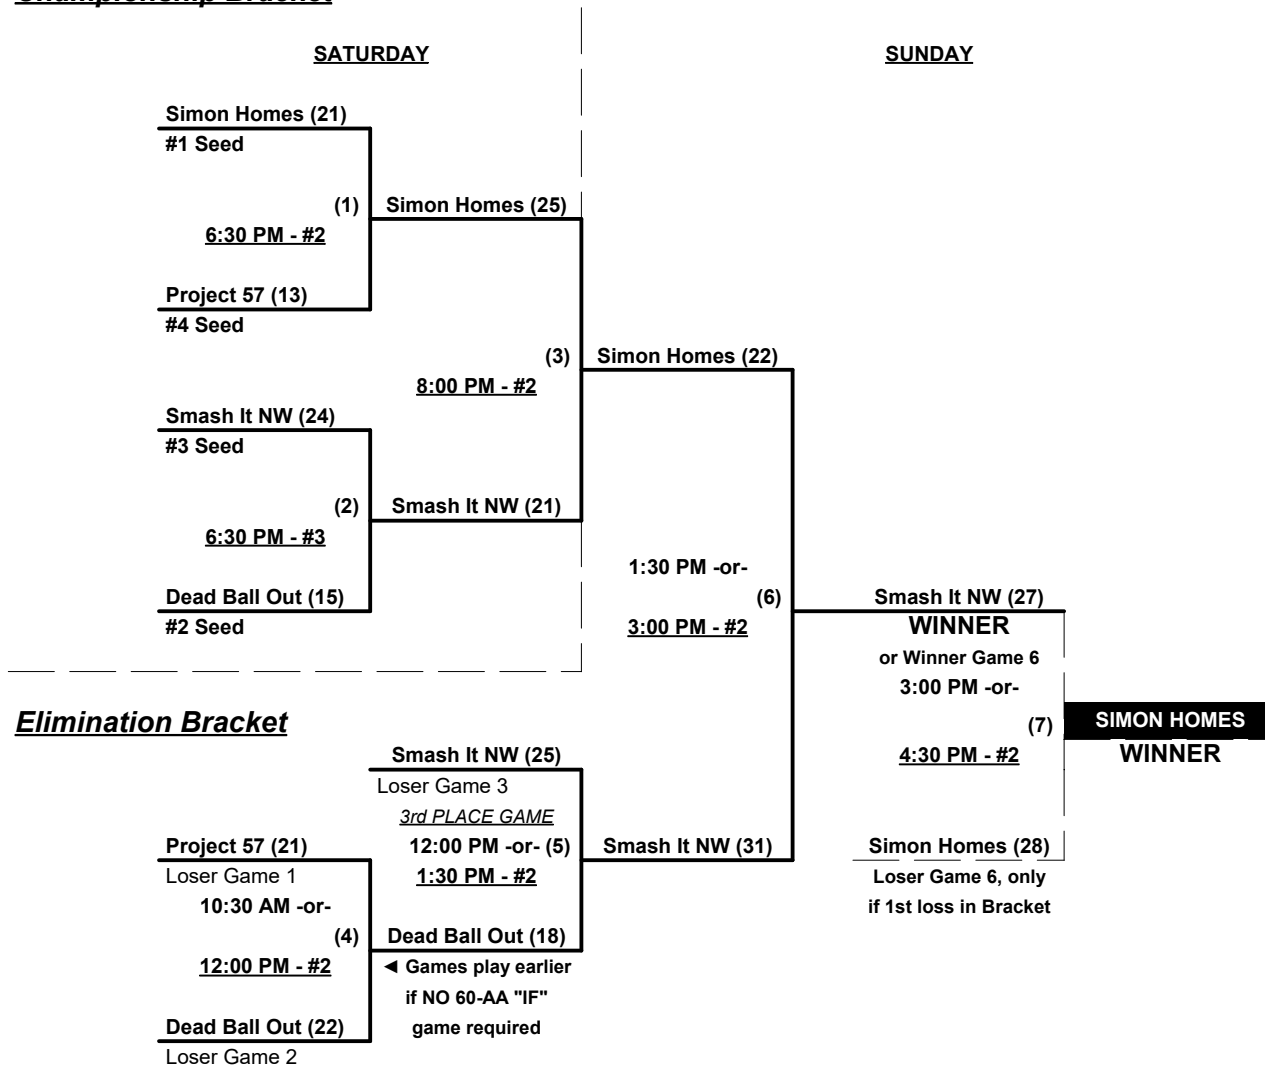 SATURDAY
SUNDAY
Simon Homes (21)
#1 Seed
(1)
Simon Homes (25)
6:30 PM - #2
Project 57 (13)
#4 Seed
(3)
Simon Homes (22)
8:00 PM - #2
Smash It NW (24)
#3 Seed
(2)
Smash It NW (21)
6:30 PM - #3
1:30 PM -or-
Dead Ball Out (15)
(6)
Smash It NW (27)
#2 Seed
3:00 PM - #2
WINNER
or Winner Game 6
3:00 PM -or-
Elimination Bracket
(7)
SIMON HOMES
Smash It NW (25)
4:30 PM - #2
WINNER
Loser Game 3
3rd PLACE GAME
Project 57 (21)
12:00 PM -or- (5)
Smash It NW (31)
Simon Homes (28)
Loser Game 1
1:30 PM - #2
Loser Game 6, only
10:30 AM -or-
if 1st loss in Bracket
(4)
Dead Ball Out (18)
12:00 PM - #2
◄ Games play earlier
if NO 60-AA "IF"
Dead Ball Out (22)
game required
Loser Game 2